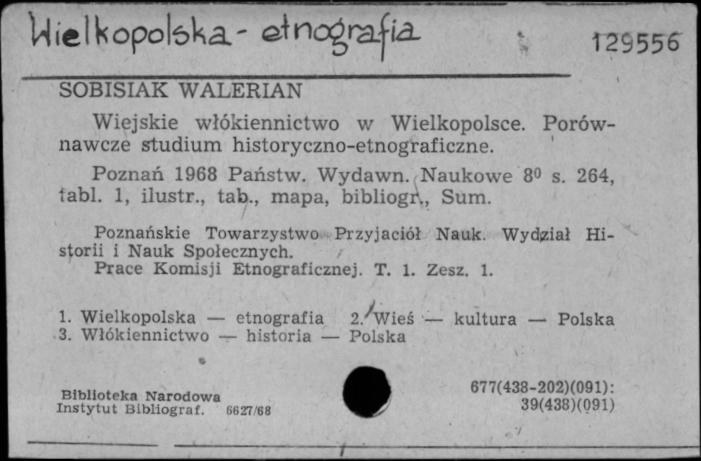 Wielkopolska - etnografia
129556
SOBISIAK WALERIAN
Wiejskie włókiennictwo w Wielkopolsce. Porów-
nawcze studium historyczno-etnograficzne.
Poznań 1968 Państw. Wydawn. Naukowe 8⁰ s. 264,
tabl. 1, ilustr., tab., mapa, bibliogr., Sum.
Poznańskie Towarzystwo Przyjaciół Nauk. Wydział Hi-
storii i Nauk Społecznych.
Prace Komisji Etnograficznej. T. 1. Zesz. 1.
1. Wielkopolska — etnografia 2. Wieś — kultura — Polska
3. Włókiennictwo — historia — Polska
Biblioteka Narodowa
Instytut Bibliograf. 6627/68
677(438-202)(091):
39(438)(091)